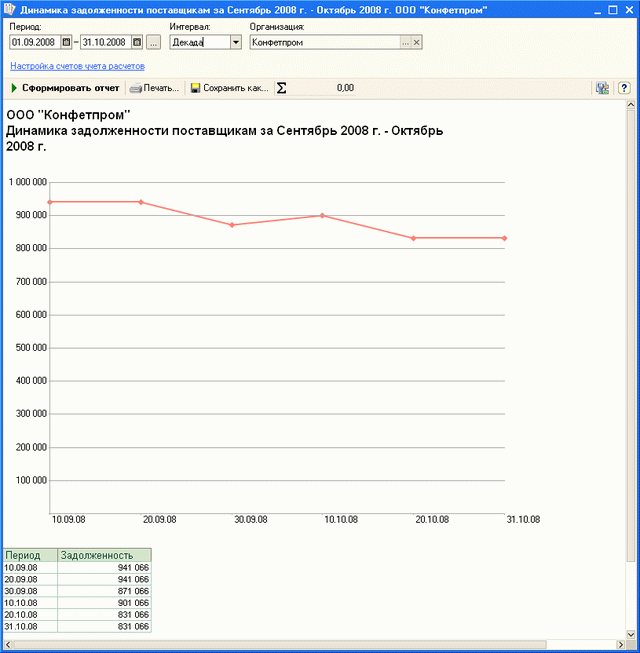 Динамика задолженности поставщикам за Сентябрь 2008 г. - Октябрь 2008 г. ООО "Конфетпром"
Период: Интервал: Организация:
01.09.2008 – 31.10.2008 ... Декада Конфетпром ...
Настройка счетов учета расчетов
Сформировать отчет Печать... Сохранить как... Σ 0,00 ?
ООО "Конфетпром"
Динамика задолженности поставщикам за Сентябрь 2008 г. - Октябрь
2008 г.
1 000 000
900 000
800 000
700 000
600 000
500 000
400 000
300 000
200 000
100 000
10.09.08 20.09.08 30.09.08 10.10.08 20.10.08 31.10.08
Период Задолженность
10.09.08 941 066
20.09.08 941 066
30.09.08 871 066
10.10.08 901 066
20.10.08 831 066
31.10.08 831 066